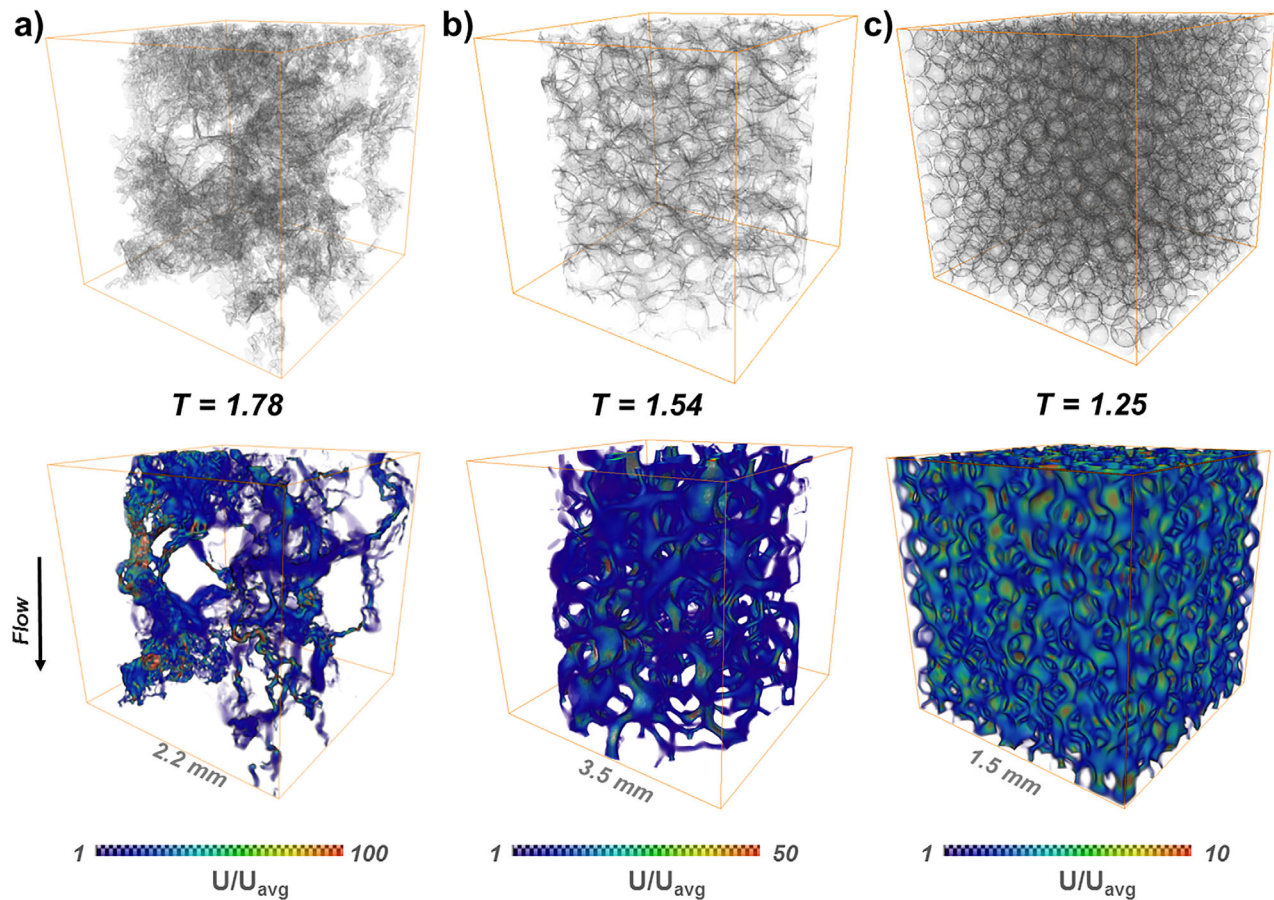 a)
b)
c)
T = 1.78
T = 1.54
T = 1.25
Flow
2.2 mm
3.5 mm
1.5 mm
1 100
1 50
1 10
U/Uavg
U/Uavg
U/Uavg